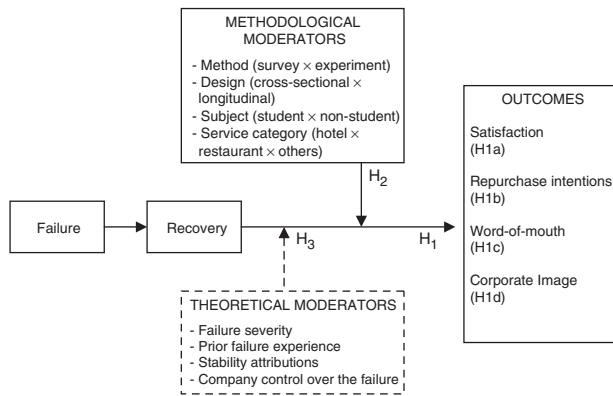 METHODOLOGICAL
MODERATORS
- Method (survey × experiment)
- Design (cross-sectional ×
longitudinal)
- Subject (student × non-student)
- Service category (hotel ×
restaurant × others)
OUTCOMES
Satisfaction
(H1a)
Repurchase intentions
(H1b)
Word-of-mouth
(H1c)
Corporate Image
(H1d)
H2
Failure
Recovery
H3
H1
THEORETICAL MODERATORS
- Failure severity
- Prior failure experience
- Stability attributions
- Company control over the failure